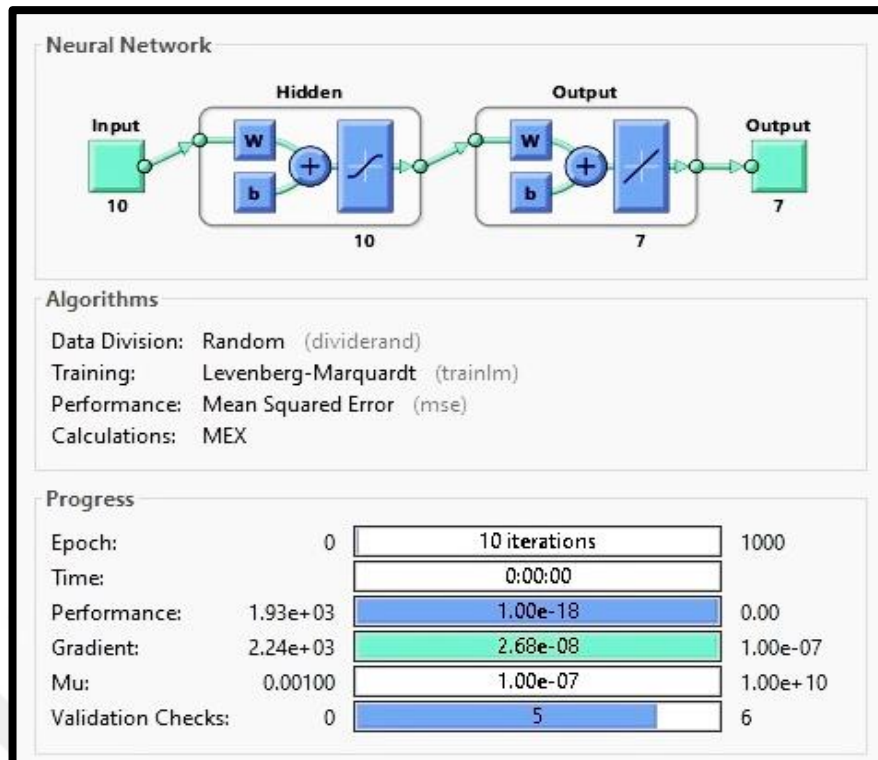 Neural Network
Hidden
Output
Input
Output
W
W
+
+
b
b
10
10
7
7
Algorithms
Data Division: Random (dividerand)
Training: Levenberg-Marquardt (trainlm)
Performance: Mean Squared Error (mse)
Calculations: MEX
Progress
Epoch: 0 10 iterations 1000
Time: 0:00:00
Performance: 1.93e+03 1.00e-18 0.00
Gradient: 2.24e+03 2.68e-08 1.00e-07
Mu: 0.00100 1.00e-07 1.00e+10
Validation Checks: 0 5 6